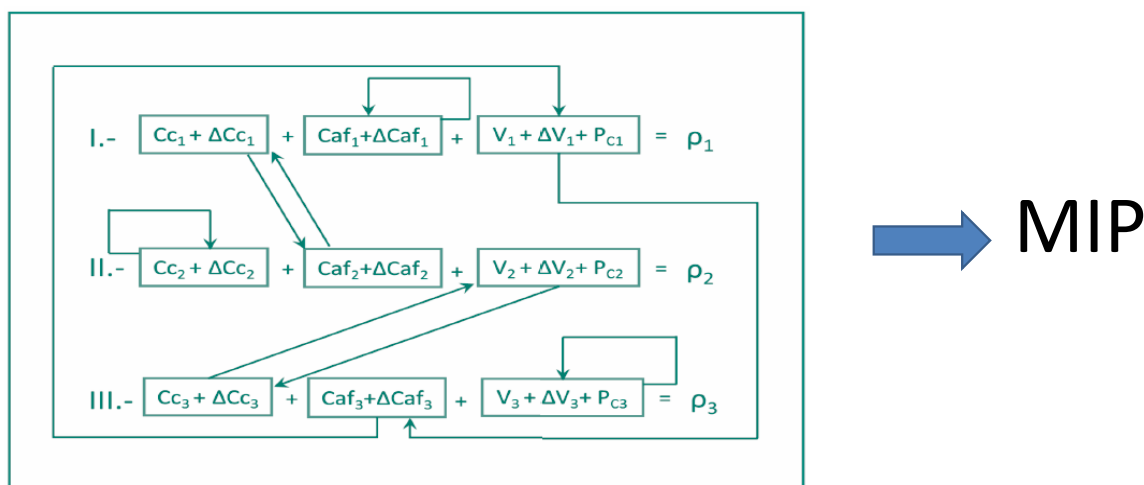 I.- Cc₁ + ΔCc₁ + Caf₁+ΔCaf₁ + V₁ + ΔV₁+ P_C1 = ρ₁
MIP
II.- Cc₂ + ΔCc₂ + Caf₂+ΔCaf₂ + V₂ + ΔV₂+ P_C2 = ρ₂
III.- Cc₃ + ΔCc₃ + Caf₃+ΔCaf₃ + V₃ + ΔV₃+ P_C3 = ρ₃